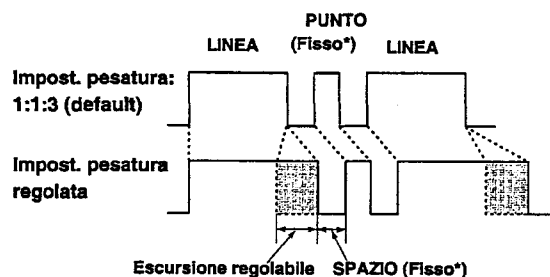 PUNTO
LINEA (Fisso*) LINEA
Impost. pesatura:
1:1:3 (default)
Impost. pesatura
regolata
Escursione regolabile SPAZIO (Fisso*)